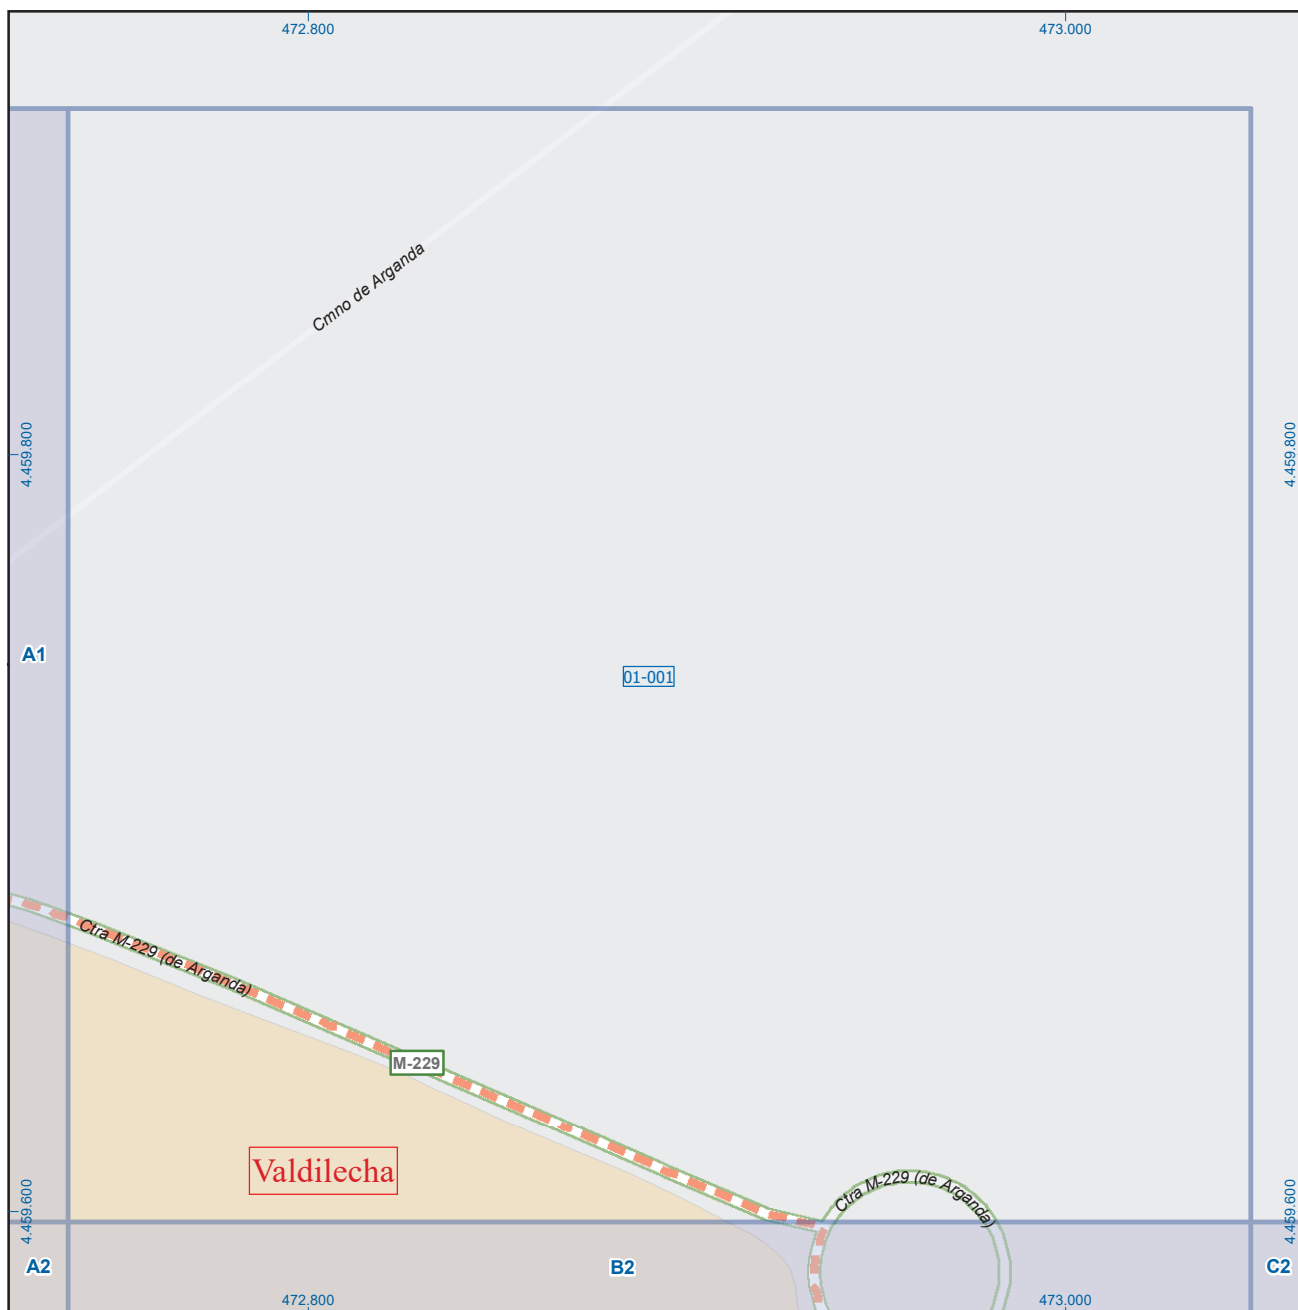 472.800
473.000
Cmno de Arganda
4.459.800
4.459.800
A1
01-001
Ctra M-229 (de Arganda)
M-229
Valdilecha
Ctra M-229 (de Arganda)
4.459.600
4.459.600
A2
B2
C2
472.800
473.000